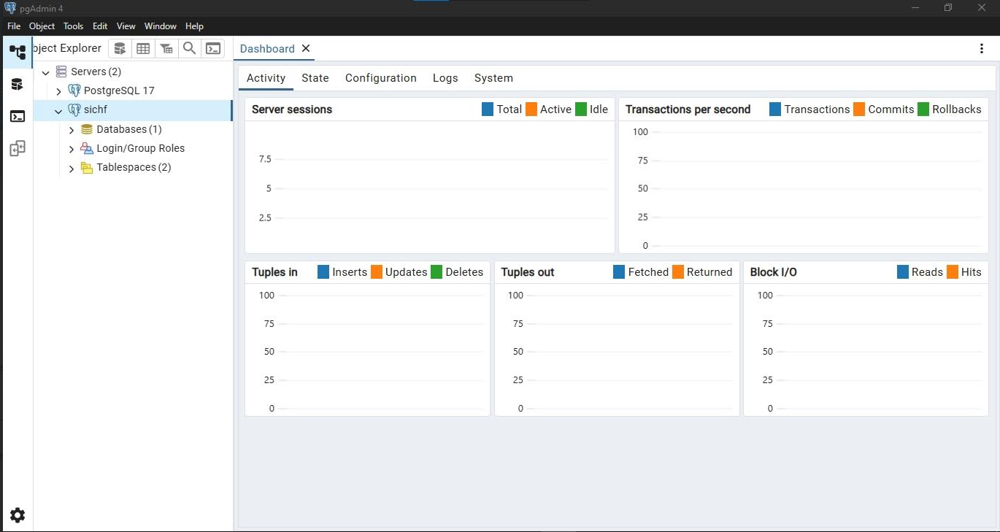 pgAdmin 4
File Object Tools Edit View Window Help
bject Explorer
Dashboard
Servers (2)
PostgreSQL 17
sichf
Databases (1)
Login/Group Roles
Tablespaces (2)
Activity State Configuration Logs System
Server sessions Total Active Idle
7.5
5
2.5
Transactions per second Transactions Commits Rollbacks
100
75
50
25
0
Tuples in Inserts Updates Deletes
100
75
50
25
0
Tuples out Fetched Returned
100
75
50
25
0
Block I/O Reads Hits
100
75
50
25
0